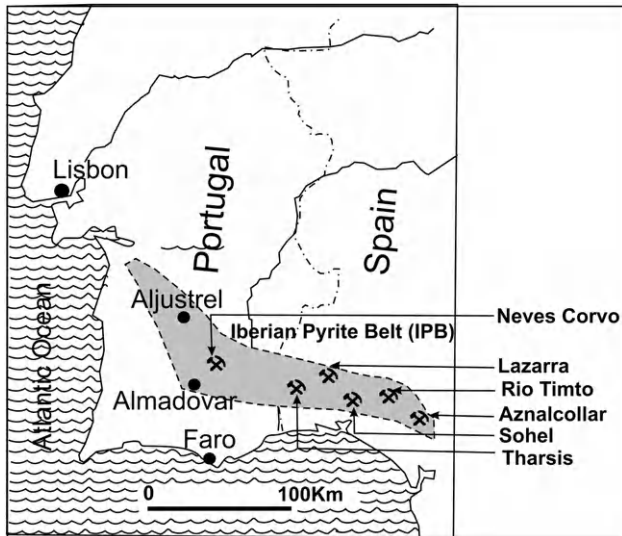 Lisbon
Portugal
Spain
Atlantic Ocean
Aljustrel
Neves Corvo
Iberian Pyrite Belt (IPB)
Lazarra
Rio Timto
Almadovar
Aznalcollar
Sohel
Faro
Tharsis
0 100Km